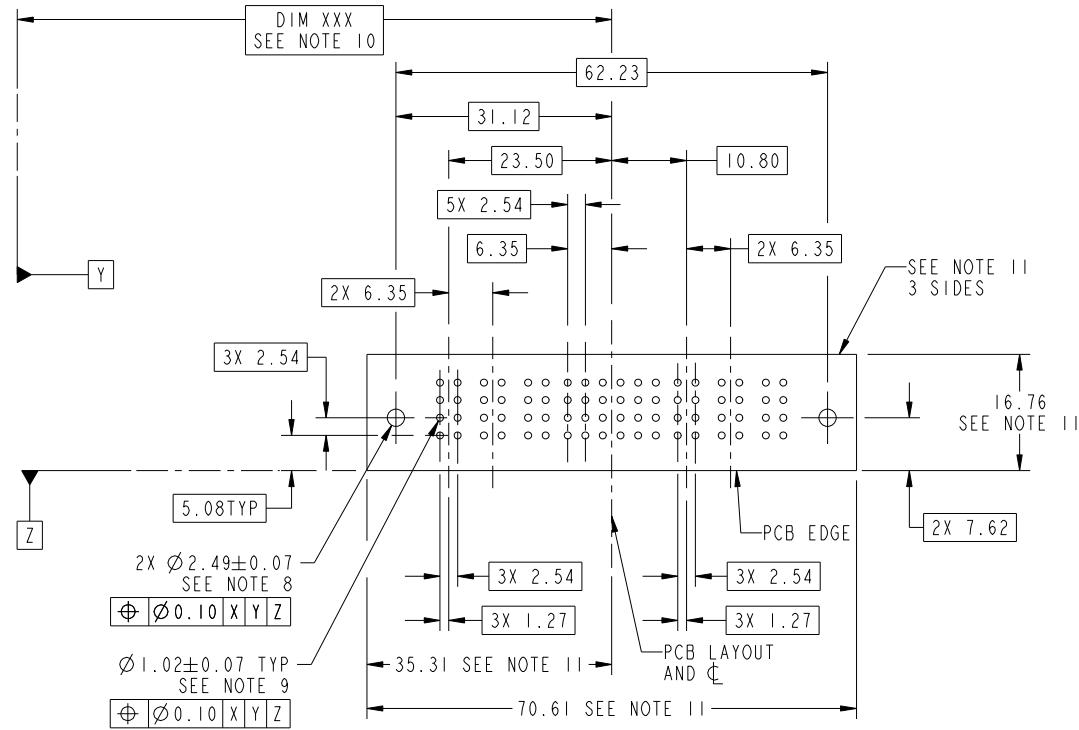 DIM XXX
SEE NOTE 10
62.23
31.12
23.50
10.80
5X 2.54
6.35
2X 6.35
Y
SEE NOTE 11
3 SIDES
2X 6.35
3X 2.54
16.76
SEE NOTE 11
5.08TYP
Z
PCB EDGE
2X 7.62
2X Ø2.49±0.07
SEE NOTE 8
⌖ Ø0.10 X Y Z
3X 2.54
3X 2.54
3X 1.27
3X 1.27
Ø1.02±0.07 TYP
SEE NOTE 9
⌖ Ø0.10 X Y Z
35.31 SEE NOTE 11
PCB LAYOUT
AND ℄
70.61 SEE NOTE 11